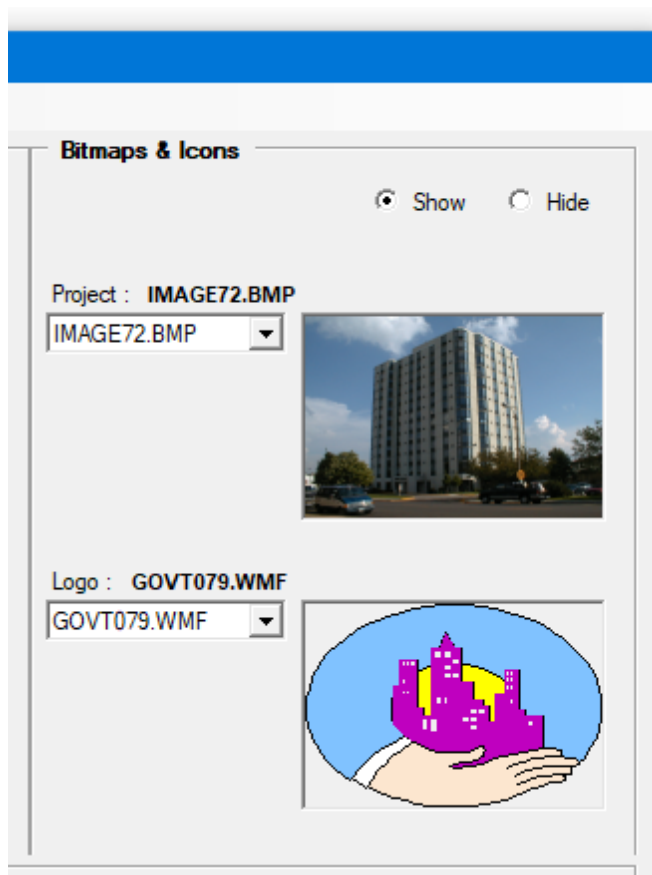 Bitmaps & Icons
Show Hide
Project : IMAGE72.BMP
IMAGE72.BMP
Logo : GOVT079.WMF
GOVT079.WMF